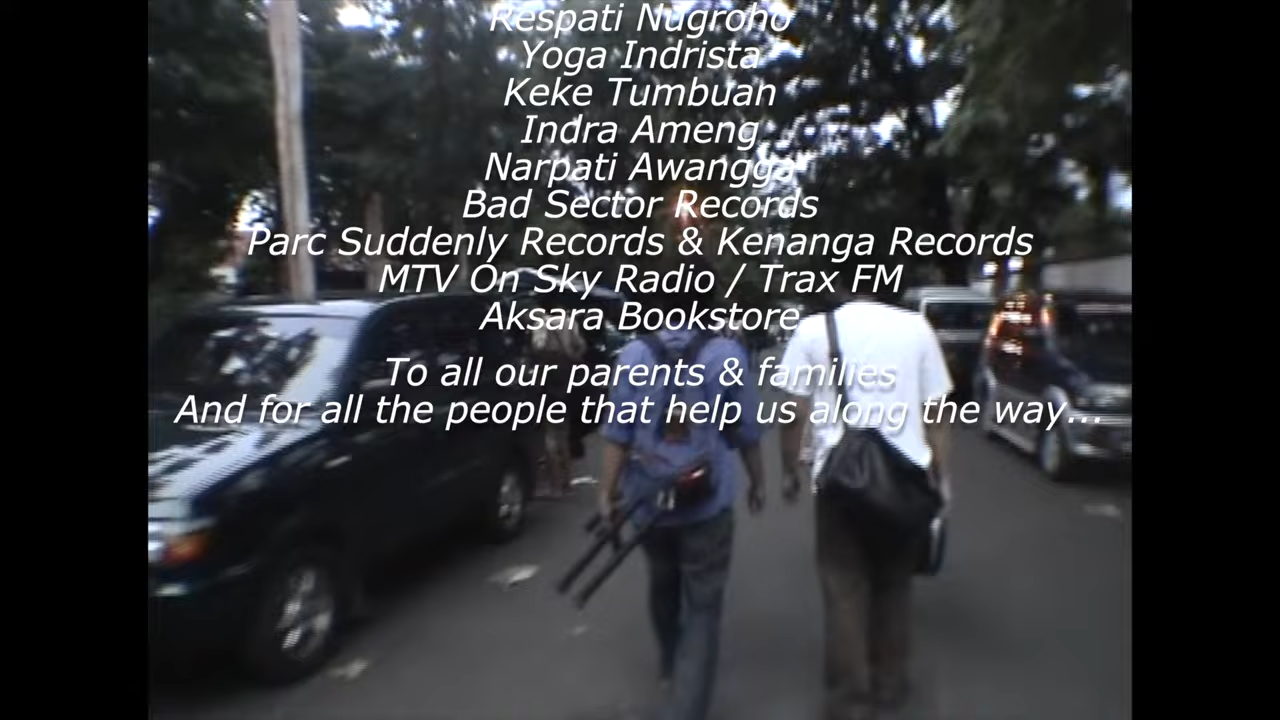 Respati Nugroho
Yoga Indrista
Keke Tumbuan
Indra Ameng
Narpati Awangga
Bad Sector Records
Parc Suddenly Records & Kenanga Records
MTV On Sky Radio / Trax FM
Aksara Bookstore
To all our parents & families
And for all the people that help us along the way...